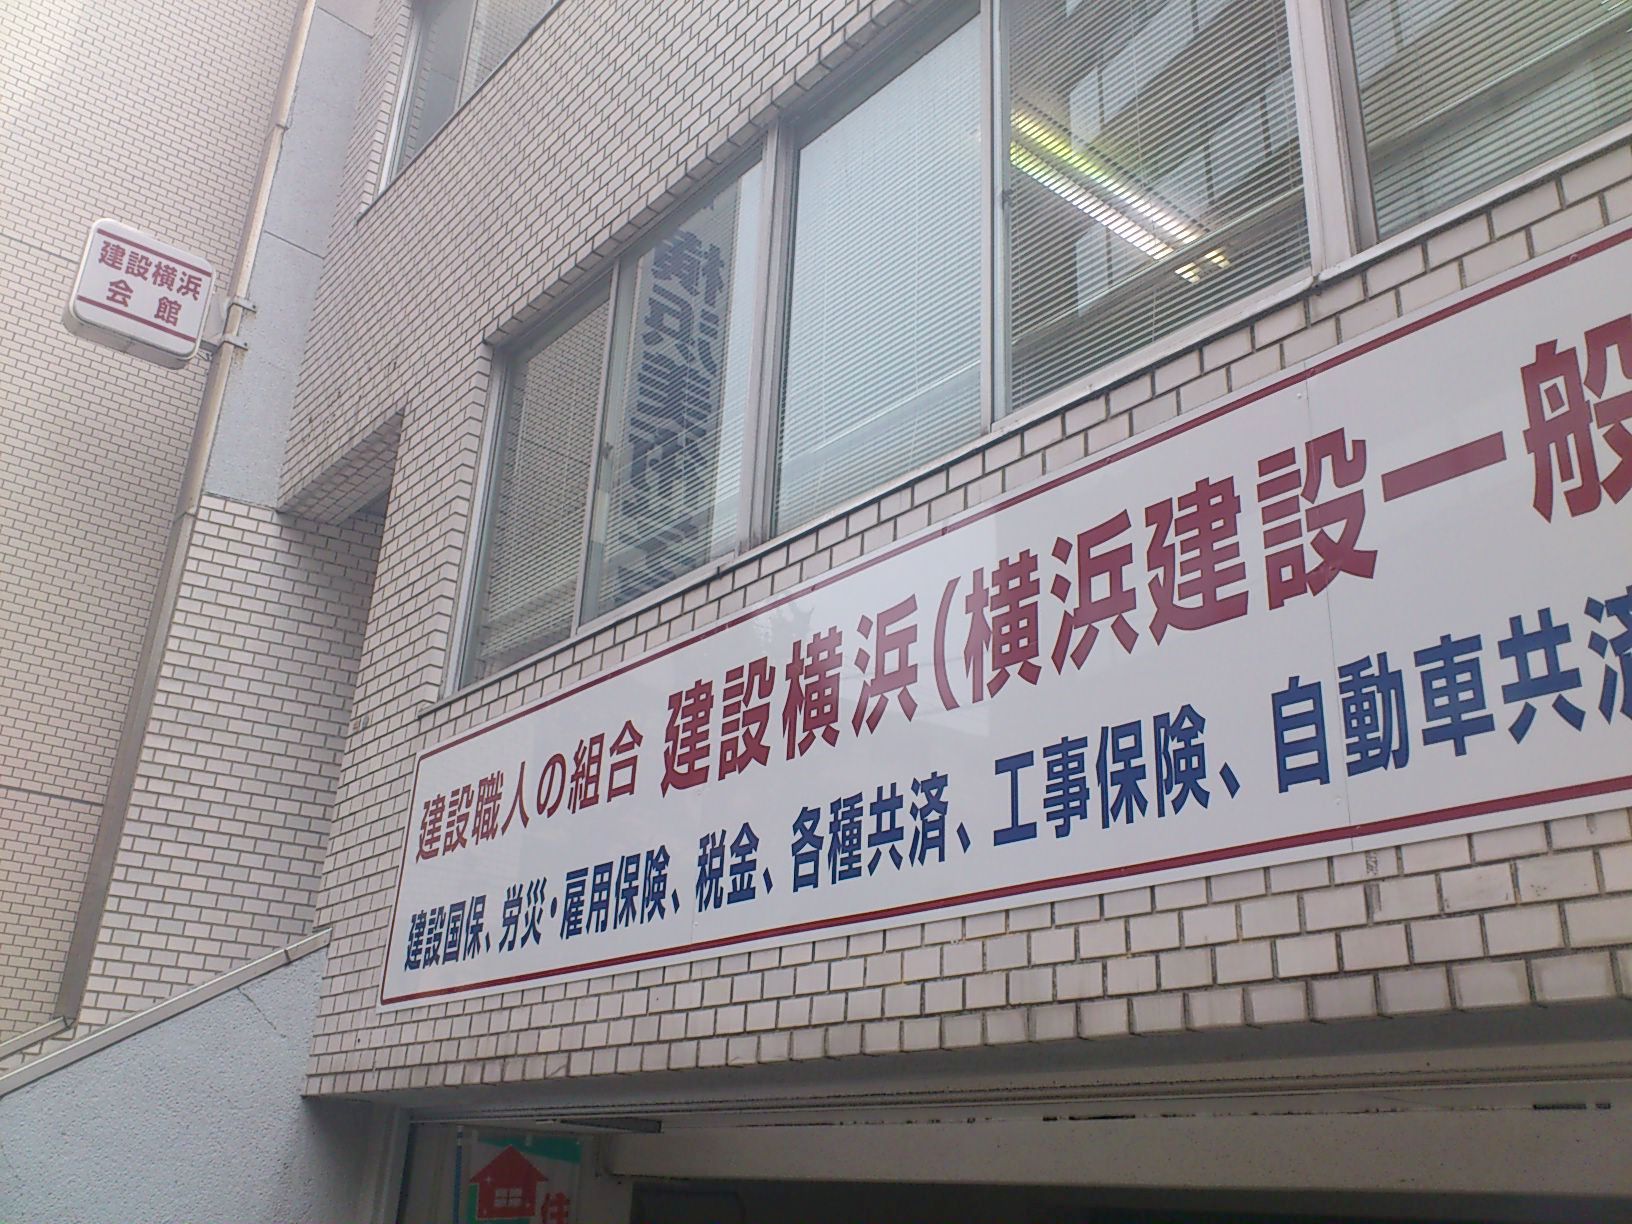 建設横浜
会館
建設職人の組合 建設横浜(横浜建設一般
建設国保、労災・雇用保険、税金、各種共済、工事保険、自動車共済
住